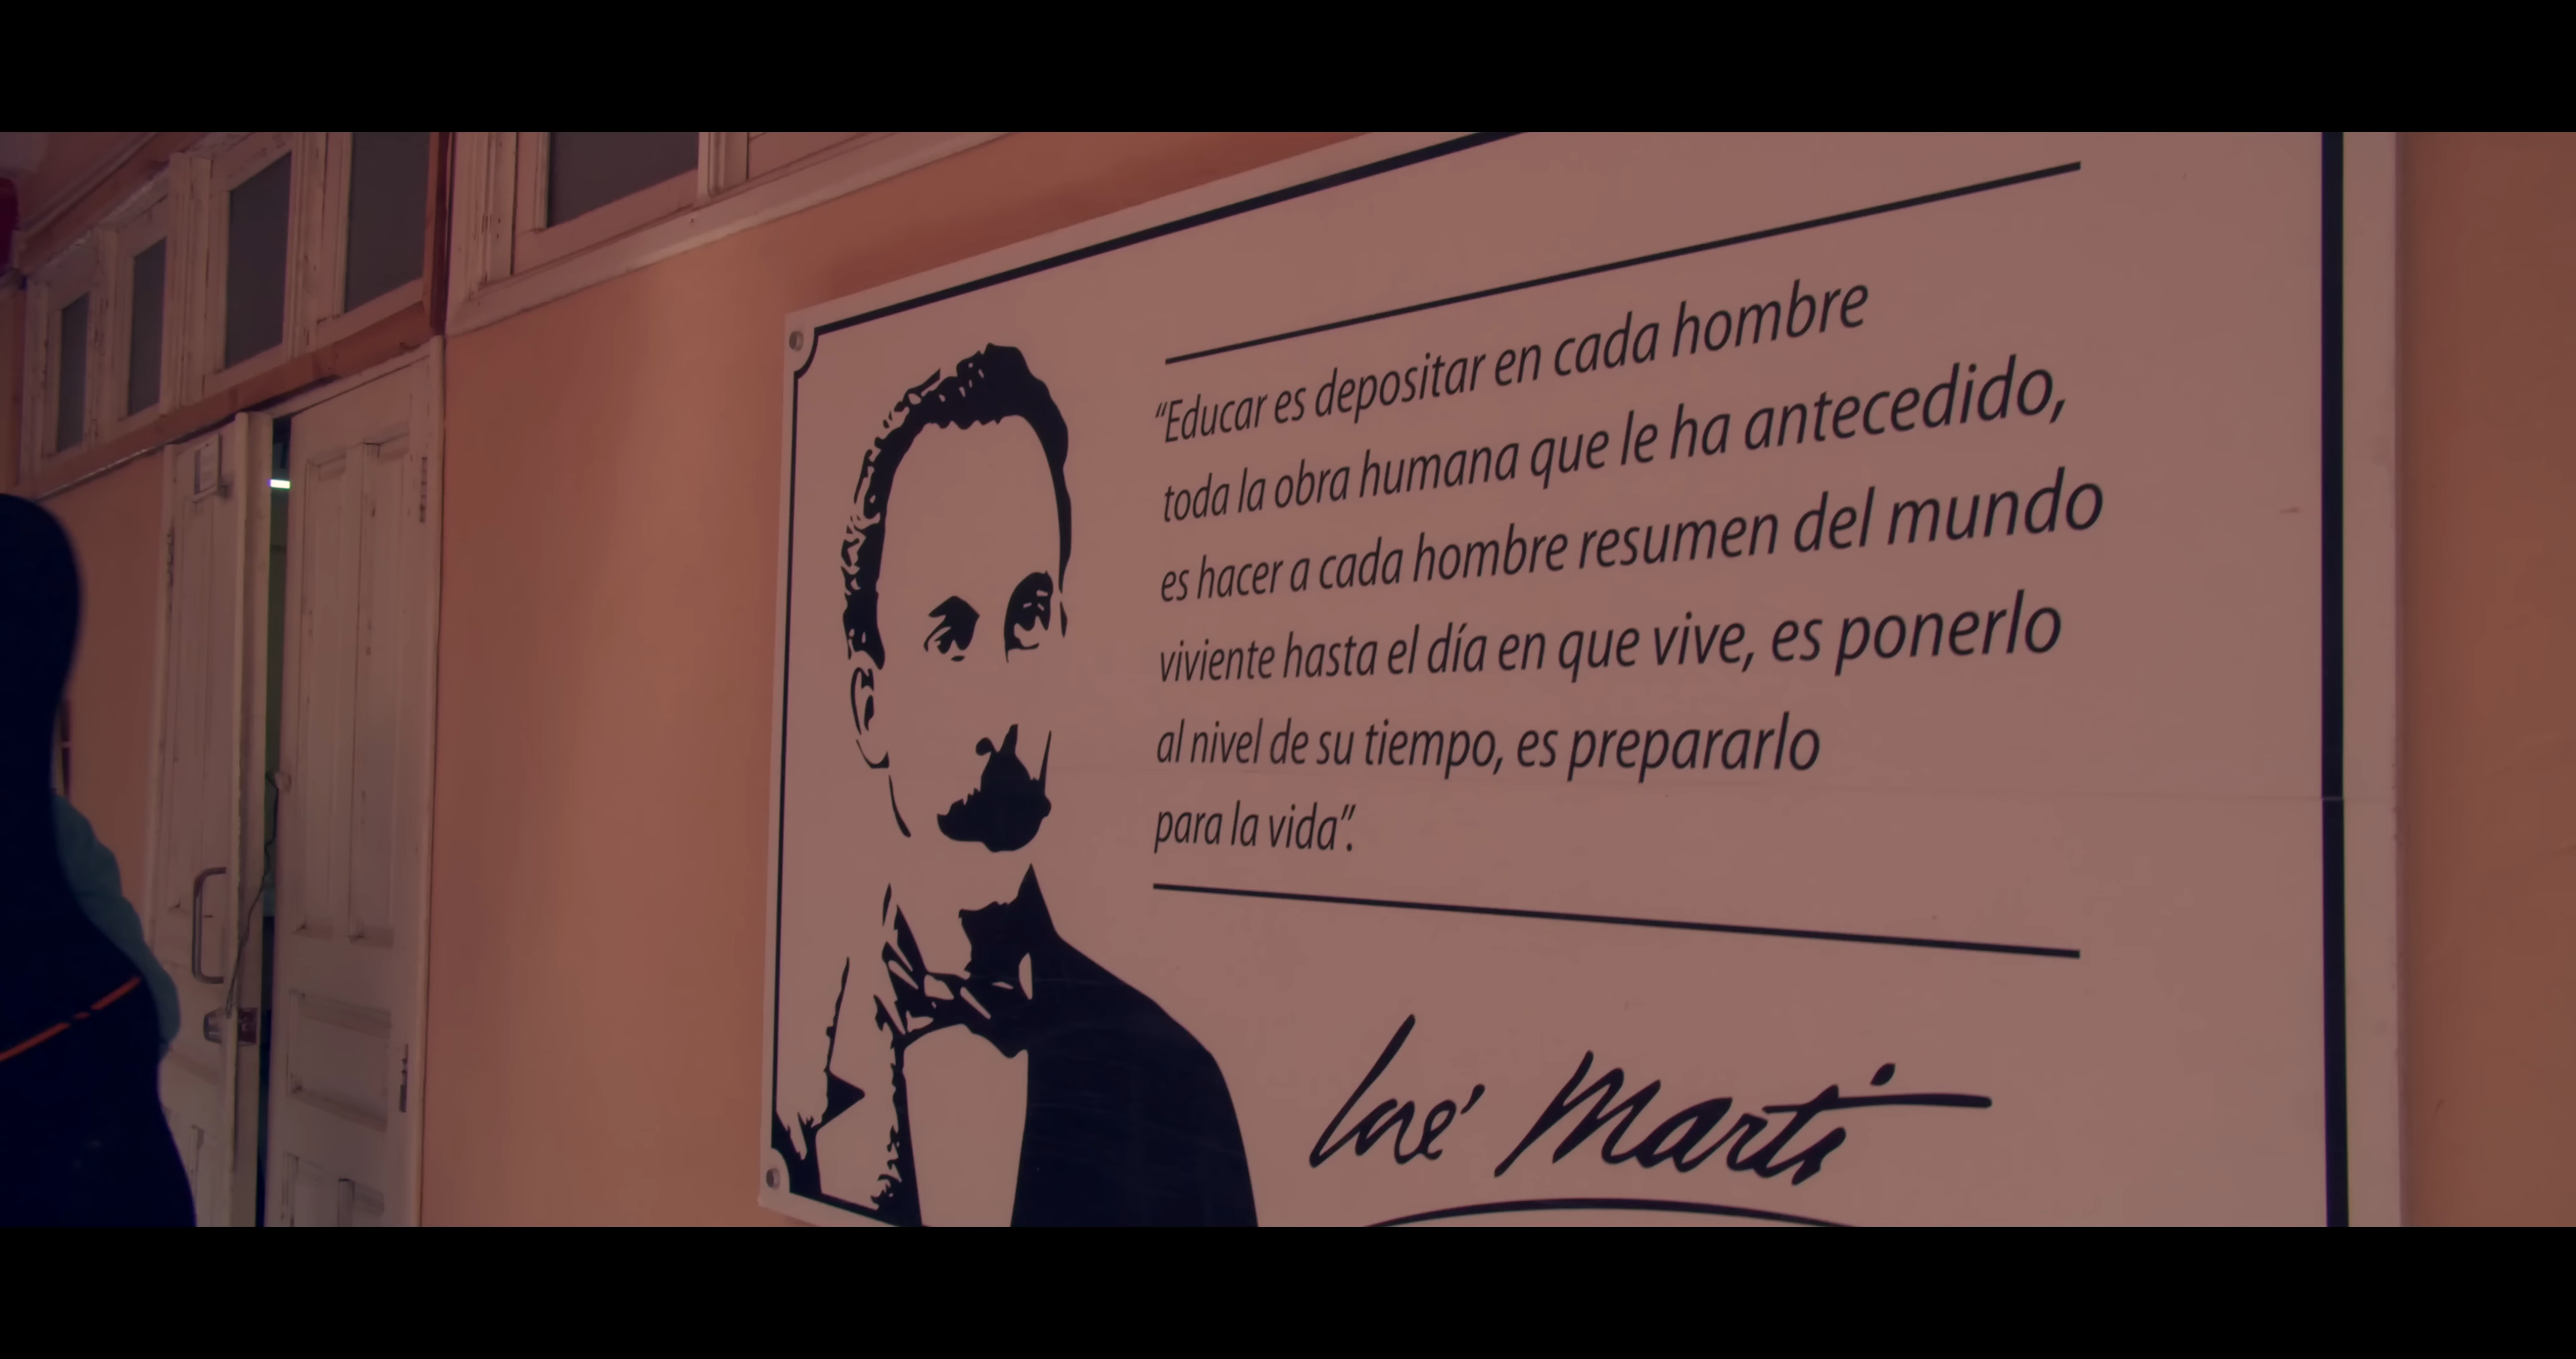 “Educar es depositar en cada hombre
toda la obra humana que le ha antecedido,
es hacer a cada hombre resumen del mundo
viviente hasta el día en que vive, es ponerlo
al nivel de su tiempo, es prepararlo
para la vida”.
José Martí